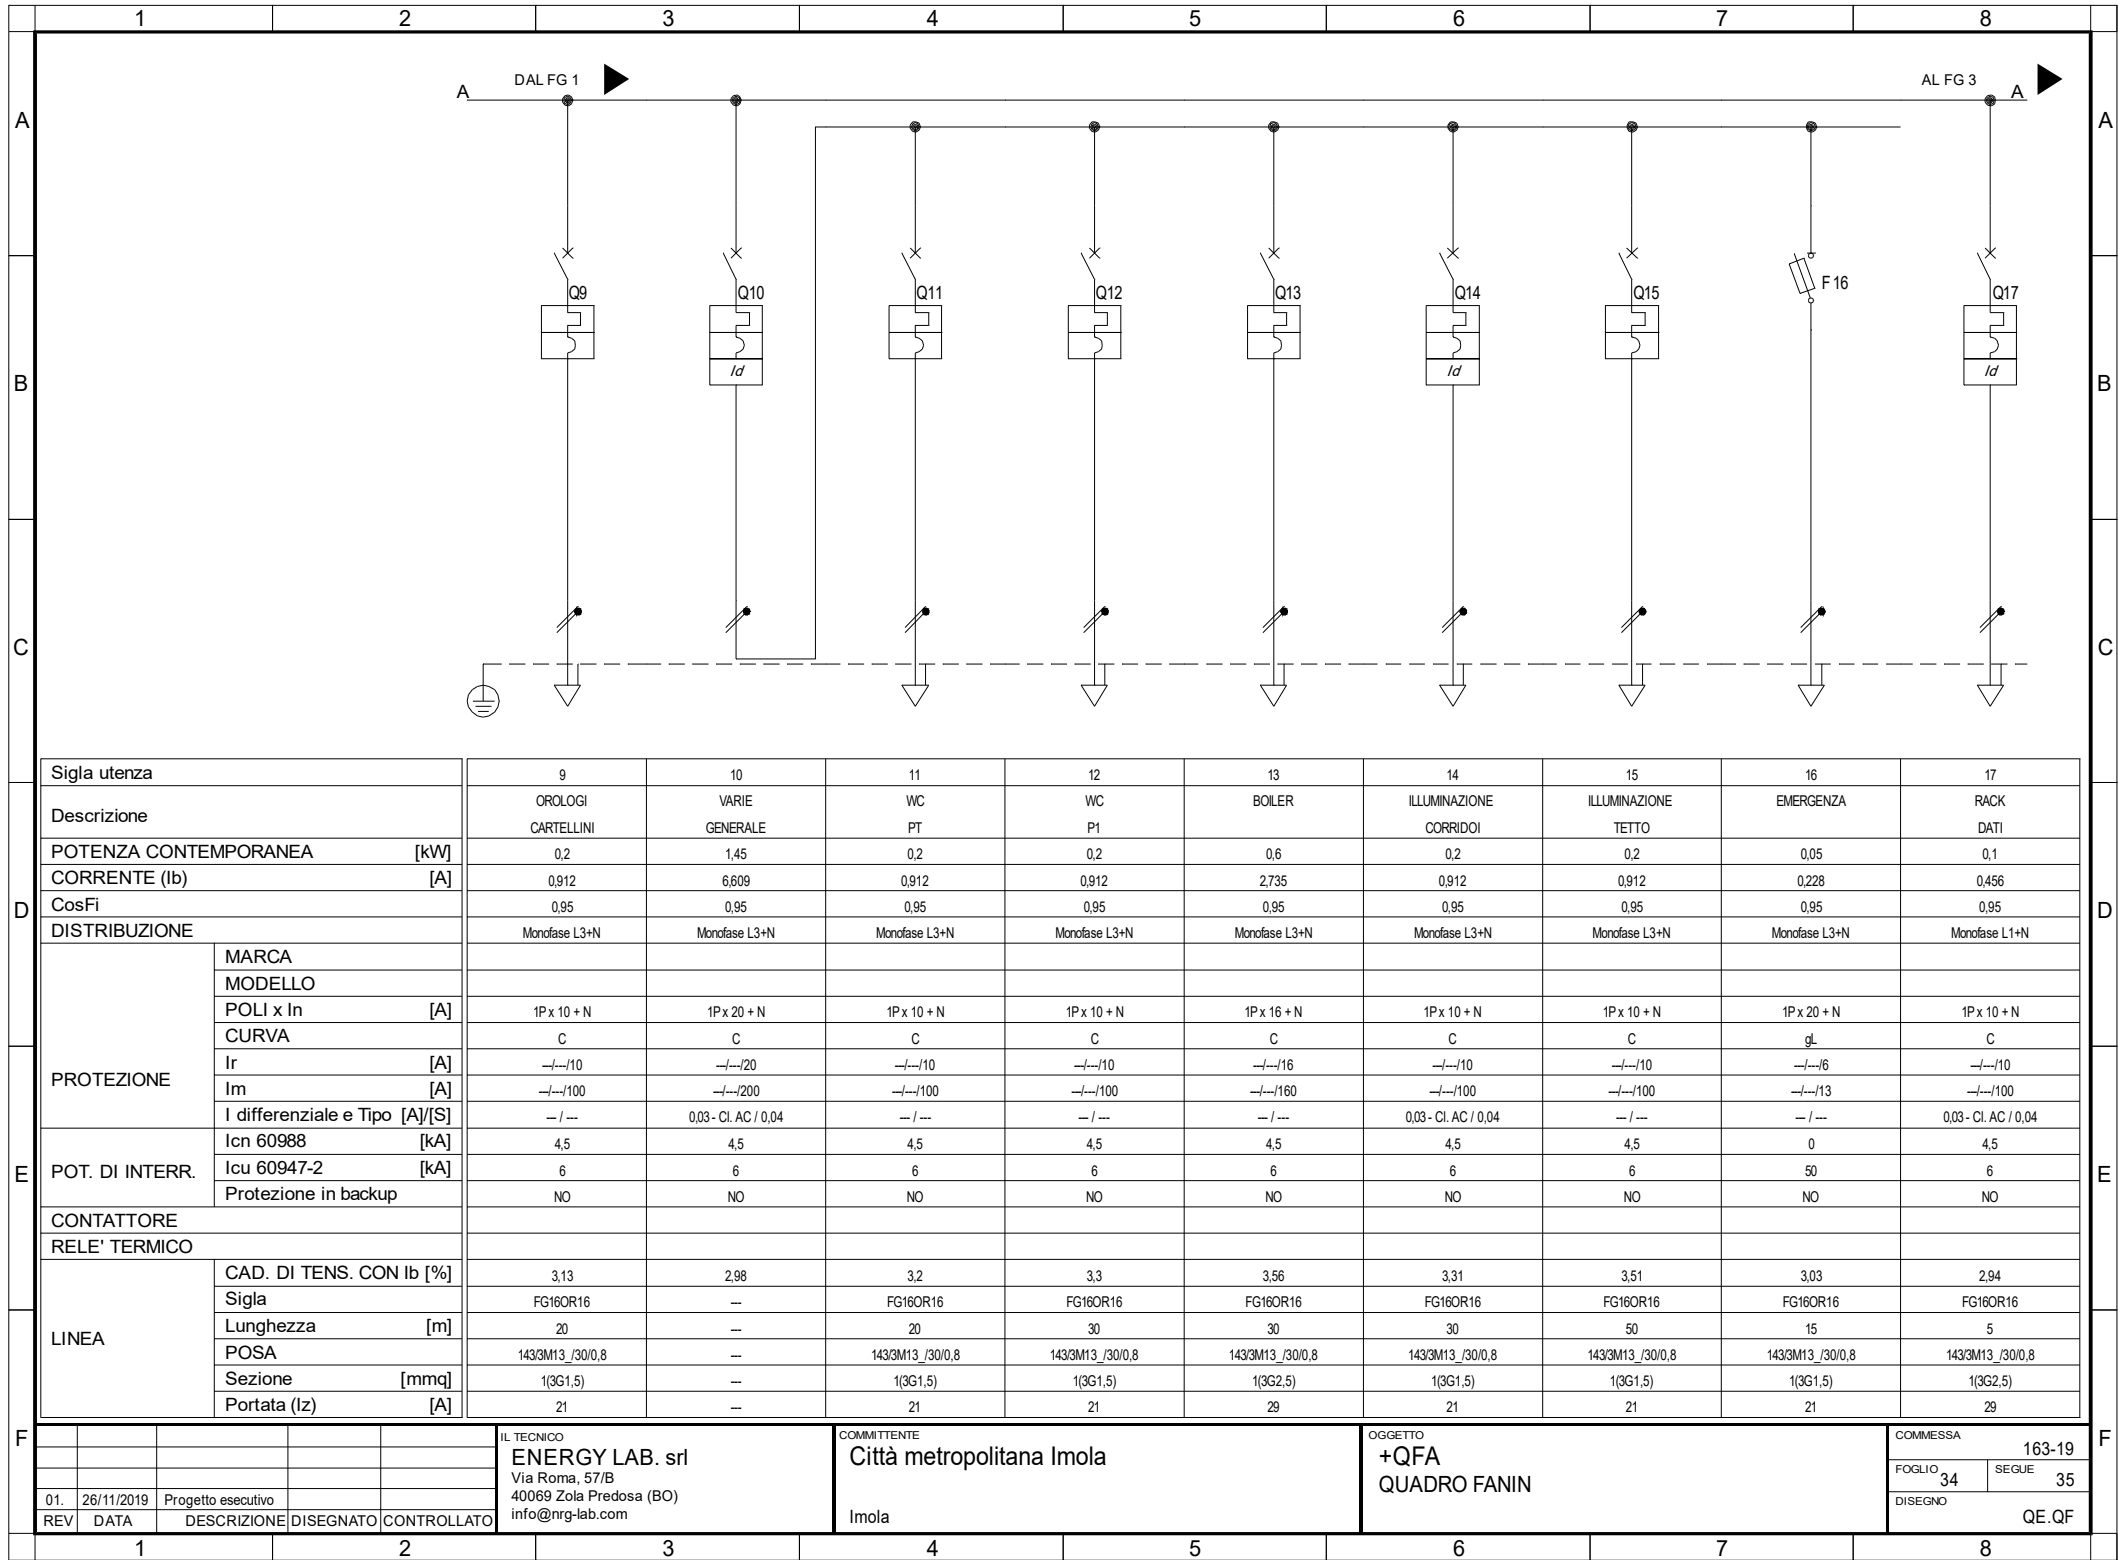 1 2 3 4 5 6 7 8
DAL FG 1
AL FG 3
A A
A A
Q9 Q10 Q11 Q12 Q13 Q14 Q15 F16 Q17
Id Id Id
B B
C C
Sigla utenza 9 10 11 12 13 14 15 16 17
Descrizione
OROLOGI VARIE WC WC BOILER ILLUMINAZIONE ILLUMINAZIONE EMERGENZA RACK
CARTELLINI GENERALE PT P1 CORRIDOI TETTO DATI
POTENZA CONTEMPORANEA [kW] 0,2 1,45 0,2 0,2 0,6 0,2 0,2 0,05 0,1
CORRENTE (Ib) [A] 0,912 6,609 0,912 0,912 2,735 0,912 0,912 0,228 0,456
CosFi 0,95 0,95 0,95 0,95 0,95 0,95 0,95 0,95 0,95
D D
DISTRIBUZIONE Monofase L3+N Monofase L3+N Monofase L3+N Monofase L3+N Monofase L3+N Monofase L3+N Monofase L3+N Monofase L3+N Monofase L1+N
PROTEZIONE
MARCA
MODELLO
POLI x In [A] 1P x 10 + N 1P x 20 + N 1P x 10 + N 1P x 10 + N 1P x 16 + N 1P x 10 + N 1P x 10 + N 1P x 20 + N 1P x 10 + N
CURVA C C C C C C C gL C
Ir [A] ---/---/10 ---/---/20 ---/---/10 ---/---/10 ---/---/16 ---/---/10 ---/---/10 ---/---/6 ---/---/10
Im [A] ---/---/100 ---/---/200 ---/---/100 ---/---/100 ---/---/160 ---/---/100 ---/---/100 ---/---/13 ---/---/100
I differenziale e Tipo [A]/[S] --- / --- 0,03 - Cl. AC / 0,04 --- / --- --- / --- --- / --- 0,03 - Cl. AC / 0,04 --- / --- --- / --- 0,03 - Cl. AC / 0,04
POT. DI INTERR.
Icn 60988 [kA] 4,5 4,5 4,5 4,5 4,5 4,5 4,5 0 4,5
E E
Icu 60947-2 [kA] 6 6 6 6 6 6 6 50 6
Protezione in backup NO NO NO NO NO NO NO NO NO
CONTATTORE
RELE' TERMICO
LINEA
CAD. DI TENS. CON Ib [%] 3,13 2,98 3,2 3,3 3,56 3,31 3,51 3,03 2,94
Sigla FG16OR16 --- FG16OR16 FG16OR16 FG16OR16 FG16OR16 FG16OR16 FG16OR16 FG16OR16
Lunghezza [m] 20 --- 20 30 30 30 50 15 5
POSA 143/3M13_/30/0,8 --- 143/3M13_/30/0,8 143/3M13_/30/0,8 143/3M13_/30/0,8 143/3M13_/30/0,8 143/3M13_/30/0,8 143/3M13_/30/0,8 143/3M13_/30/0,8
Sezione [mmq] 1(3G1,5) --- 1(3G1,5) 1(3G1,5) 1(3G2,5) 1(3G1,5) 1(3G1,5) 1(3G1,5) 1(3G2,5)
Portata (Iz) [A] 21 --- 21 21 29 21 21 21 29
F F
01. 26/11/2019 Progetto esecutivo
REV DATA DESCRIZIONE DISEGNATO CONTROLLATO
IL TECNICO
ENERGY LAB. srl
Via Roma, 57/B
40069 Zola Predosa (BO)
info@nrg-lab.com
COMMITTENTE
Città metropolitana Imola
Imola
OGGETTO
+QFA
QUADRO FANIN
COMMESSA
163-19
FOGLIO 34 SEGUE 35
DISEGNO
QE.QF
1 2 3 4 5 6 7 8